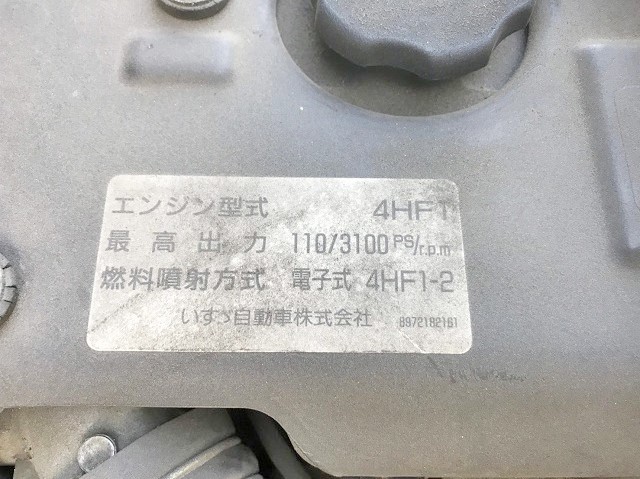 エンジン型式 4HF1
最高出力 110/3100 PS/r.p.m
燃料噴射方式 電子式 4HF1-2
いすゞ自動車株式会社 8972182161